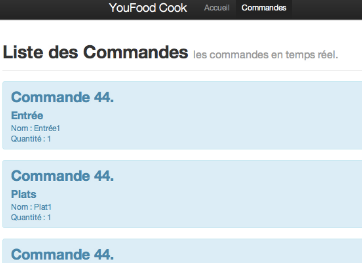 YouFood Cook Accueil Commandes
Liste des Commandes les commandes en temps réel.
Commande 44.
Entrée
Nom : Entrée1
Quantité : 1
Commande 44.
Plats
Nom : Plat1
Quantité : 1
Commande 44.